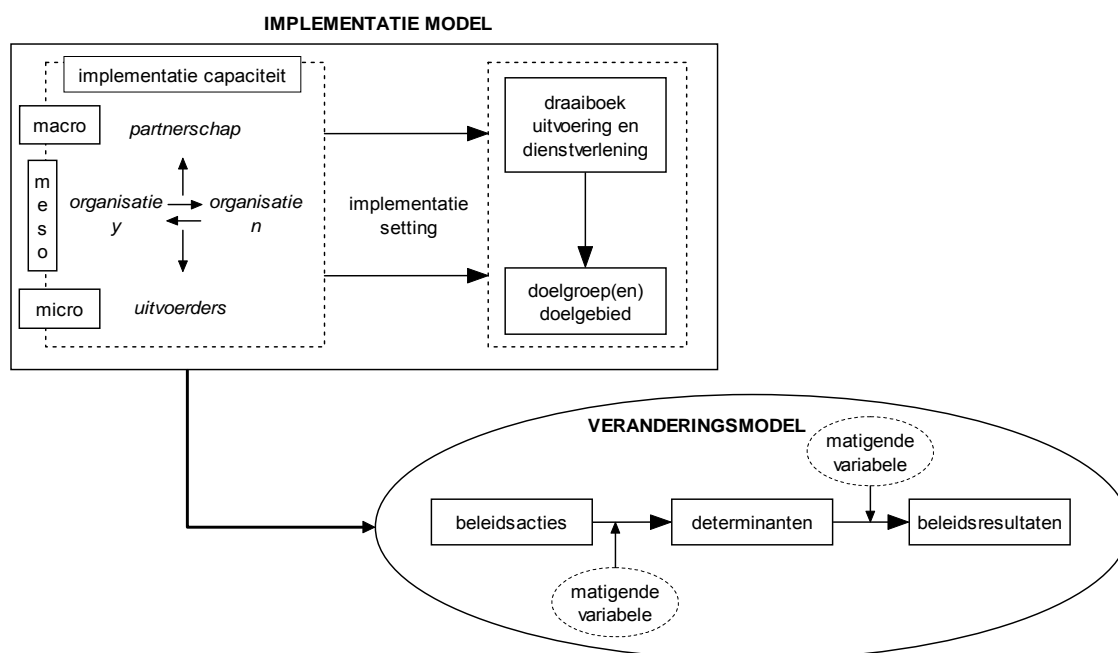 IMPLEMENTATIE MODEL
implementatie capaciteit
macro
partnerschap
meso
organisatie
y
organisatie
n
micro
uitvoerders
implementatie
setting
draaiboek
uitvoering en
dienstverlening
doelgroep(en)
doelgebied
VERANDERINGSMODEL
matigende
variabele
beleidsacties
determinanten
beleidsresultaten
matigende
variabele